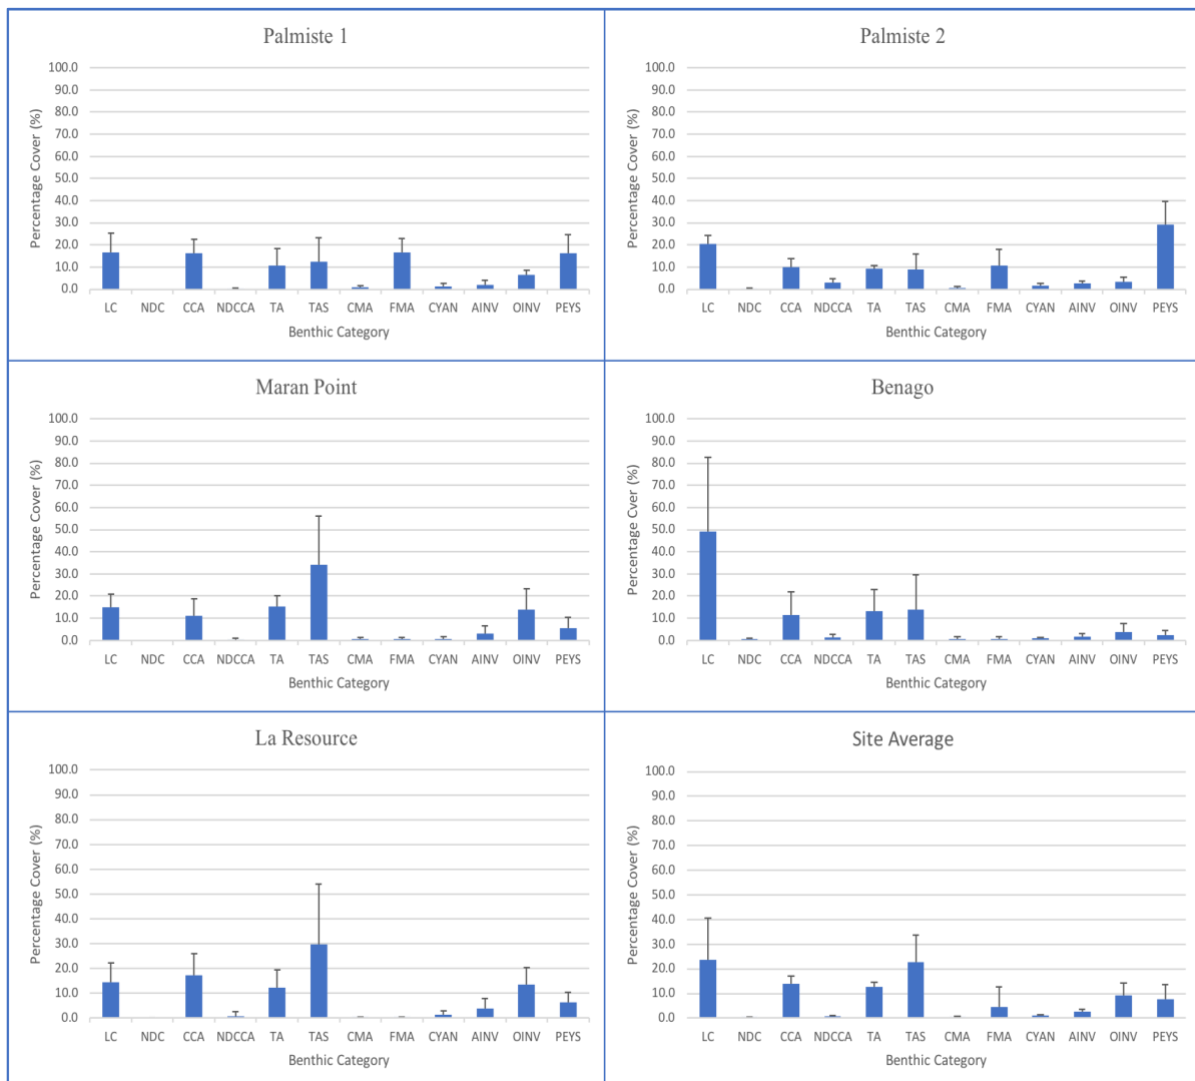 Palmiste 1
Percentage Cover (%)
100.0
90.0
80.0
70.0
60.0
50.0
40.0
30.0
20.0
10.0
0.0
LC NDC CCA NDCCA TA TAS CMA FMA CYAN AINV OINV PEYS
Benthic Category
Palmiste 2
Percentage Cover (%)
100.0
90.0
80.0
70.0
60.0
50.0
40.0
30.0
20.0
10.0
0.0
LC NDC CCA NDCCA TA TAS CMA FMA CYAN AINV OINV PEYS
Benthic Category
Maran Point
Percentage Cover (%)
100.0
90.0
80.0
70.0
60.0
50.0
40.0
30.0
20.0
10.0
0.0
LC NDC CCA NDCCA TA TAS CMA FMA CYAN AINV OINV PEYS
Benthic Category
Benago
Percentage Cver (%)
100.0
90.0
80.0
70.0
60.0
50.0
40.0
30.0
20.0
10.0
0.0
LC NDC CCA NDCCA TA TAS CMA FMA CYAN AINV OINV PEYS
Benthic Category
La Resource
Percentage Cover (%)
100.0
90.0
80.0
70.0
60.0
50.0
40.0
30.0
20.0
10.0
0.0
LC NDC CCA NDCCA TA TAS CMA FMA CYAN AINV OINV PEYS
Benthic Category
Site Average
Percentage Cover (%)
100.0
90.0
80.0
70.0
60.0
50.0
40.0
30.0
20.0
10.0
0.0
LC NDC CCA NDCCA TA TAS CMA FMA CYAN AINV OINV PEYS
Benthic Category